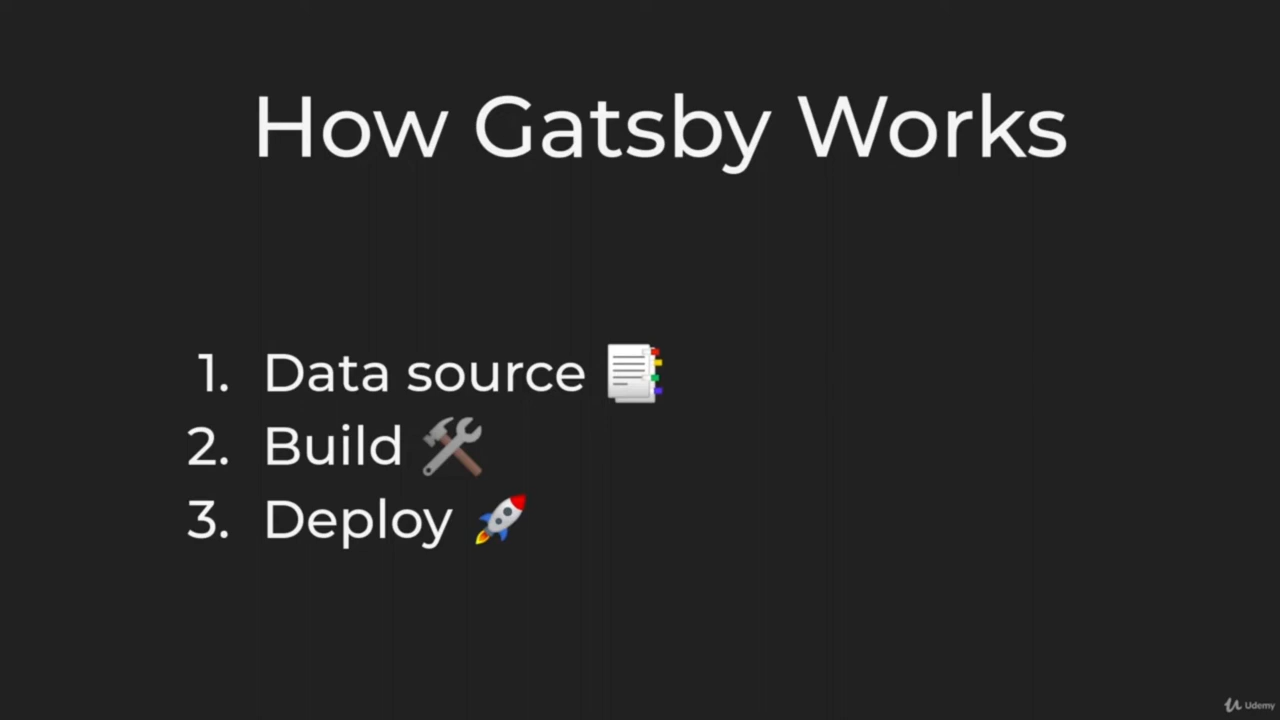 How Gatsby Works
1. Data source
2. Build
3. Deploy
Udemy